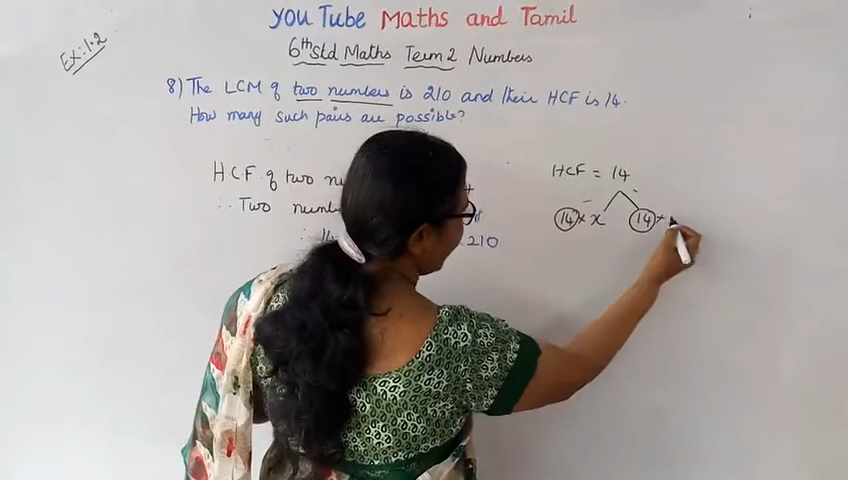 YouTube Maths and Tamil
Ex:1.2
6th Std Maths Term 2 Numbers
8) The LCM of two numbers is 210 and their HCF is 14.
How many such pairs are possible?
HCF of two
∴ Two
210
HCF = 14
14 × x 14 ×